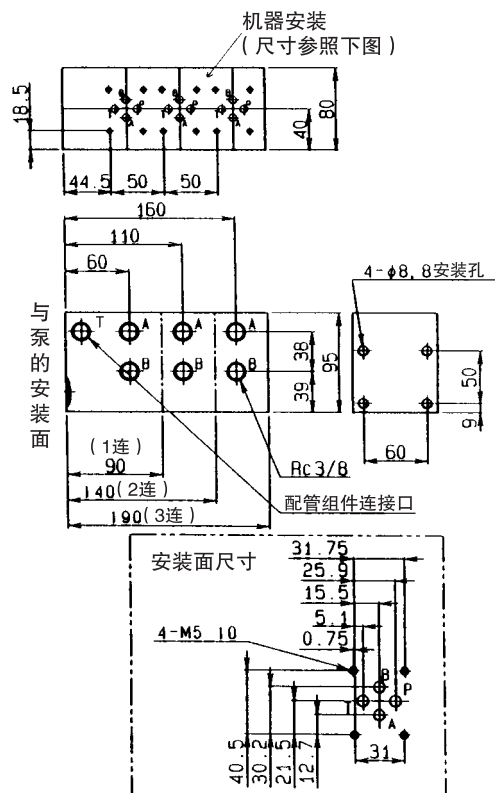 机器安装
(尺寸参照下图)
B B B
P P P
T T T
A A A
18.5
40
80
44.5 50 50
160
110
60
4-φ8,8安装孔
与泵的安装面
T A A A
B B B
38
39
95
50
9
60
(1连)
90
140(2连)
190(3连)
Rc3/8
配管组件连接口
安装面尺寸
31.75
25.9
15.5
5.1
0.75
4-M5 10
B
P
T
A
40.5
30.2
21.5
12.7
31